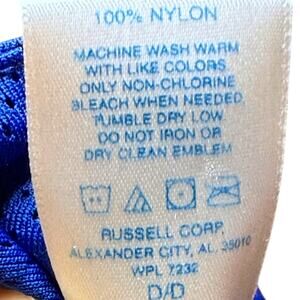 100% NYLON
MACHINE WASH WARM
WITH LIKE COLORS
ONLY NON-CHLORINE
BLEACH WHEN NEEDED
TUMBLE DRY LOW
DO NOT IRON OR
DRY CLEAN EMBLEM
RUSSELL CORP.
ALEXANDER CITY, AL. 35010
WPL 7232
D/D